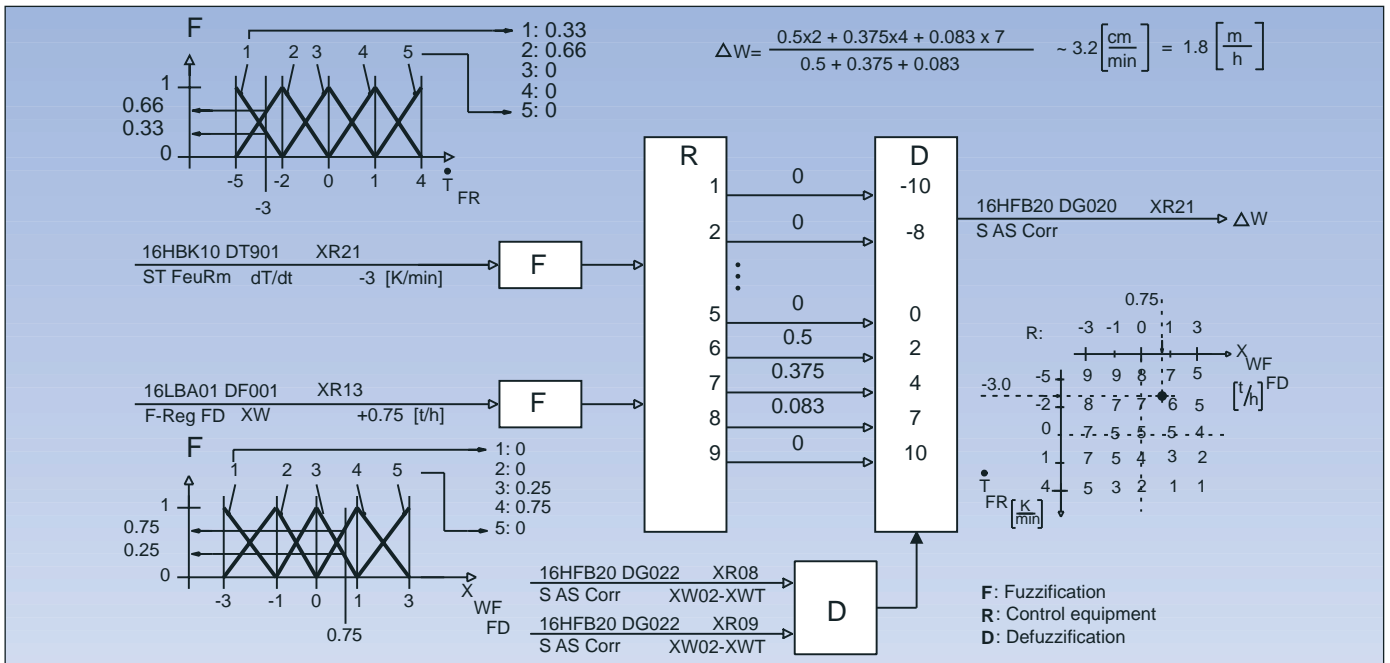 F
1 2 3 4 5
1
0.66
0.33
0
-5 -2 0 1 4
-3
Ṫ FR
1: 0.33
2: 0.66
3: 0
4: 0
5: 0
△W= 0.5x2 + 0.375x4 + 0.083 x 7 / 0.5 + 0.375 + 0.083 ~ 3.2 [cm/min] = 1.8 [m/h]
16HBK10 DT901 XR21
ST FeuRm dT/dt -3 [K/min]
F
16LBA01 DF001 XR13
F-Reg FD XW +0.75 [t/h]
F
F
1 2 3 4 5
1
0.75
0.25
0
-3 -1 0 1 3
0.75
X WF FD
1: 0
2: 0
3: 0.25
4: 0.75
5: 0
R
1
2
5
6
7
8
9
0
0
0
0.5
0.375
0.083
0
D
-10
-8
0
2
4
7
10
16HFB20 DG020 XR21
S AS Corr
△W
16HFB20 DG022 XR08
S AS Corr XW02-XWT
16HFB20 DG022 XR09
S AS Corr XW02-XWT
D
0.75
R: -3 -1 0 1 3
X WF FD
[t/h]
-5 9 9 8 7 5
-3.0
-2 8 7 7 6 5
0 7 5 5 5 4
1 7 5 4 3 2
4 5 3 2 1 1
Ṫ FR [K/min]
F: Fuzzification
R: Control equipment
D: Defuzzification